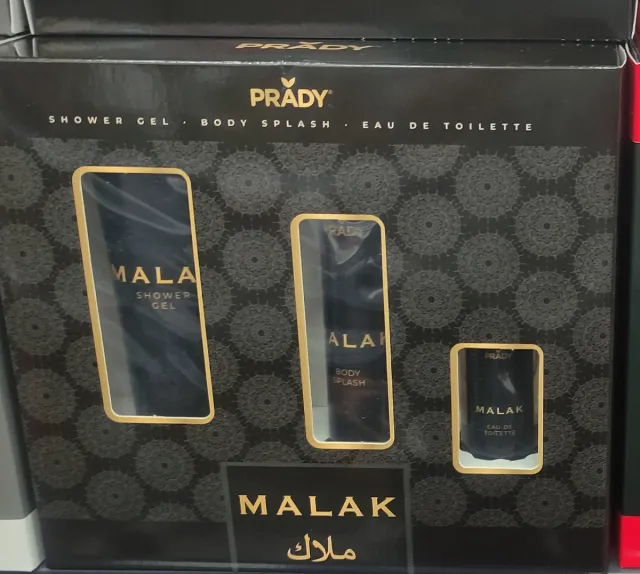 PRADY
PRADY
SHOWER GEL · BODY SPLASH · EAU DE TOILETTE
MALA
SHOWER
GEL
PRADY
ALAK
BODY
SPLASH
PRADY
MALAK
EAU DE
TOILETTE
MALAK
ملاك